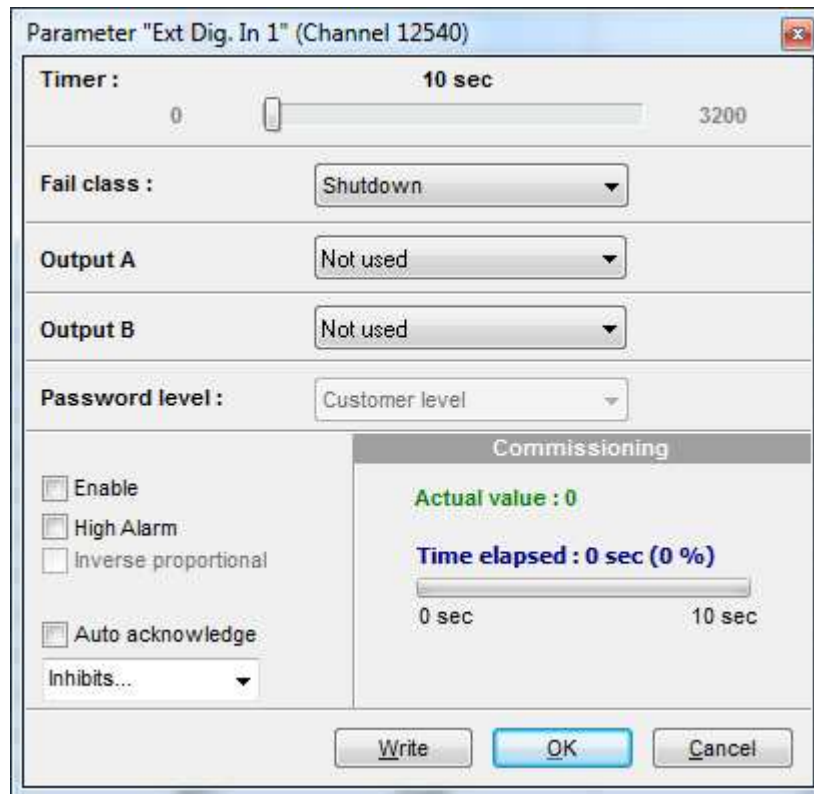 Parameter "Ext Dig. In 1" (Channel 12540)
Timer : 10 sec
0 3200
Fail class : Shutdown
Output A Not used
Output B Not used
Password level : Customer level
Commissioning
Enable
High Alarm
Inverse proportional
Auto acknowledge
Inhibits...
Actual value : 0
Time elapsed : 0 sec (0 %)
0 sec 10 sec
Write OK Cancel